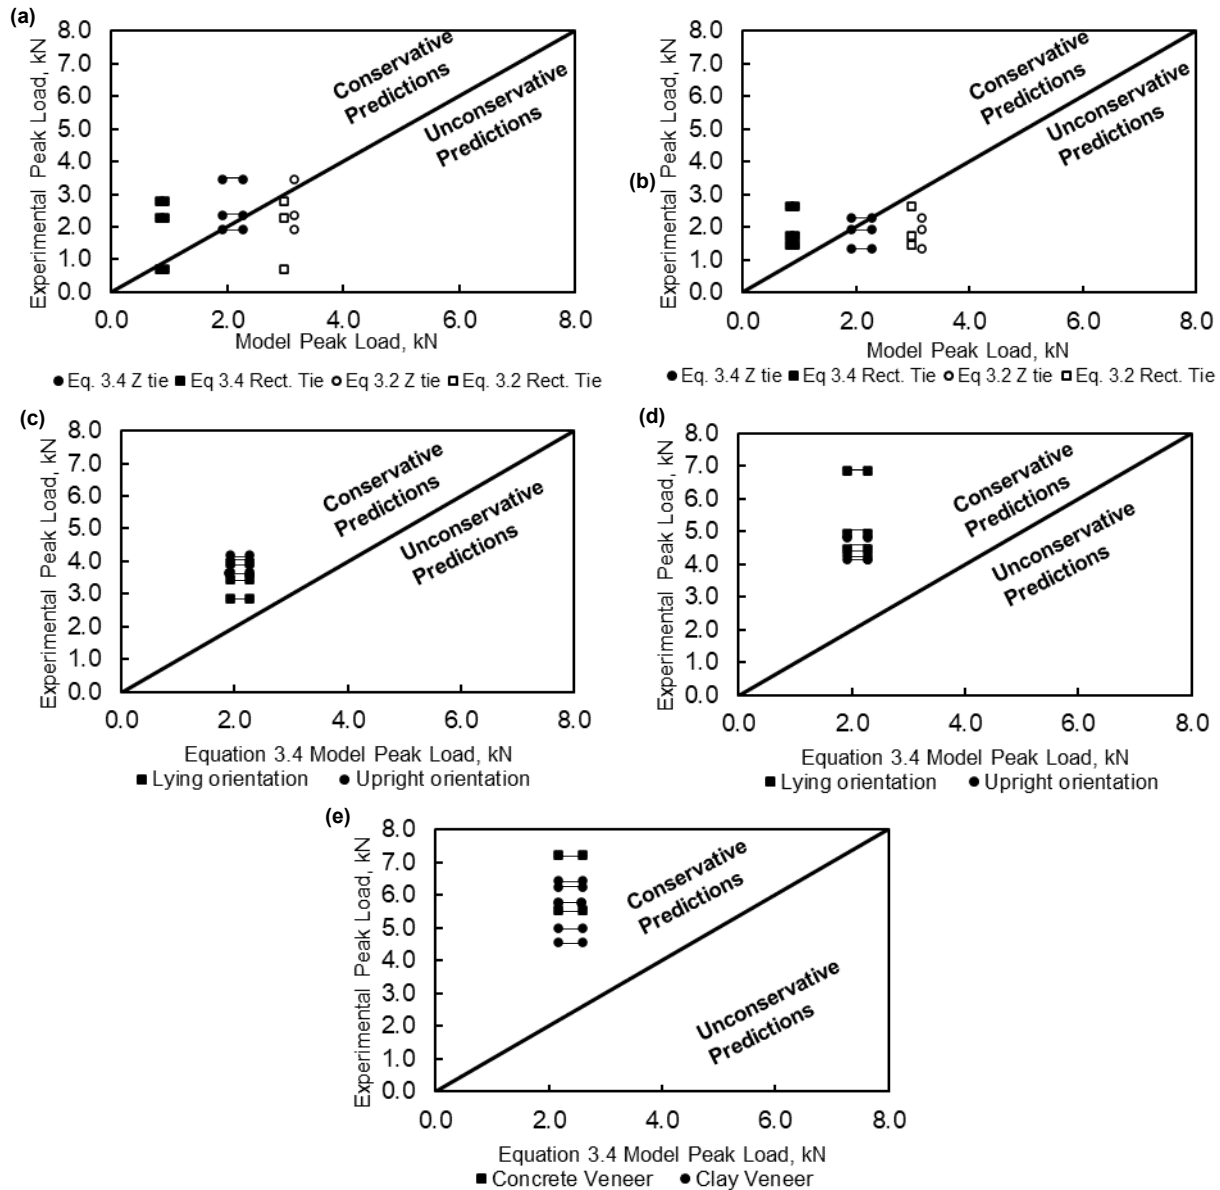 (a)
8.0
7.0
6.0
5.0
4.0
3.0
2.0
1.0
0.0
Experimental Peak Load, kN
Conservative
Predictions
Unconservative
Predictions
0.0 2.0 4.0 6.0 8.0
Model Peak Load, kN
Eq. 3.4 Z tie Eq 3.4 Rect. Tie Eq 3.2 Z tie Eq. 3.2 Rect. Tie
(b)
8.0
7.0
6.0
5.0
4.0
3.0
2.0
1.0
0.0
Experimental Peak Load, kN
Conservative
Predictions
Unconservative
Predictions
0.0 2.0 4.0 6.0 8.0
Model Peak Load, kN
Eq. 3.4 Z tie Eq 3.4 Rect. Tie Eq 3.2 Z tie Eq. 3.2 Rect. Tie
(c)
8.0
7.0
6.0
5.0
4.0
3.0
2.0
1.0
0.0
Experimental Peak Load, kN
Conservative
Predictions
Unconservative
Predictions
0.0 2.0 4.0 6.0 8.0
Equation 3.4 Model Peak Load, kN
Lying orientation Upright orientation
(d)
8.0
7.0
6.0
5.0
4.0
3.0
2.0
1.0
0.0
Experimental Peak Load, kN
Conservative
Predictions
Unconservative
Predictions
0.0 2.0 4.0 6.0 8.0
Equation 3.4 Model Peak Load, kN
Lying orientation Upright orientation
(e)
8.0
7.0
6.0
5.0
4.0
3.0
2.0
1.0
0.0
Experimental Peak Load, kN
Conservative
Predictions
Unconservative
Predictions
0.0 2.0 4.0 6.0 8.0
Equation 3.4 Model Peak Load, kN
Concrete Veneer Clay Veneer